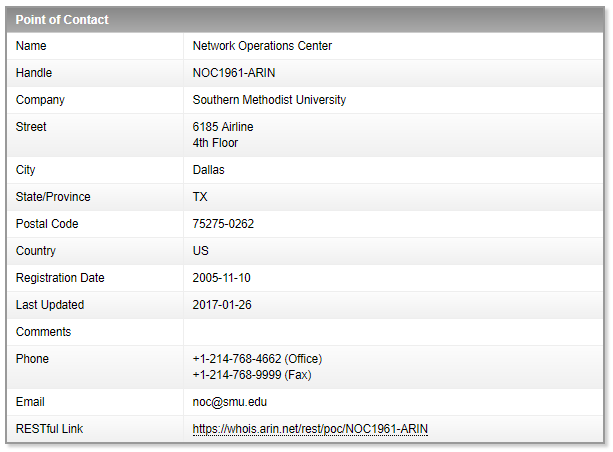 Point of Contact
Name Network Operations Center
Handle NOC1961-ARIN
Company Southern Methodist University
Street 6185 Airline
4th Floor
City Dallas
State/Province TX
Postal Code 75275-0262
Country US
Registration Date 2005-11-10
Last Updated 2017-01-26
Comments
Phone +1-214-768-4662 (Office)
+1-214-768-9999 (Fax)
Email noc@smu.edu
RESTful Link https://whois.arin.net/rest/poc/NOC1961-ARIN